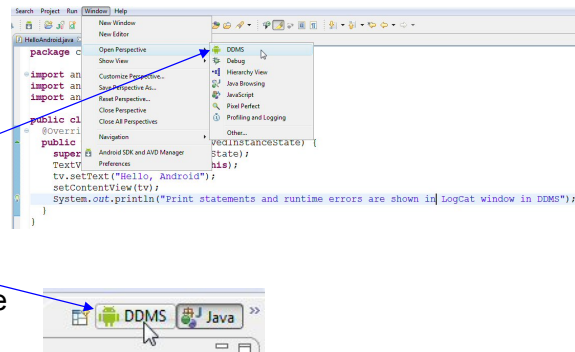 Search Project Run Window Help
New Window
New Editor
Open Perspective
Show View
Customize Perspective...
Save Perspective As...
Reset Perspective...
Close Perspective
Close All Perspectives
Navigation
Android SDK and AVD Manager
Preferences
DDMS
Debug
Hierarchy View
Java Browsing
JavaScript
Pixel Perfect
Profiling and Logging
Other...
HelloAndroid.java
package c
import an
import an
import an
public cl
@Overri
public vedInstanceState) {
super State);
TextV his);
tv.setText("Hello, Android");
setContentView(tv);
System.out.println("Print statements and runtime errors are shown in LogCat window in DDMS");
}
}
e
DDMS Java »